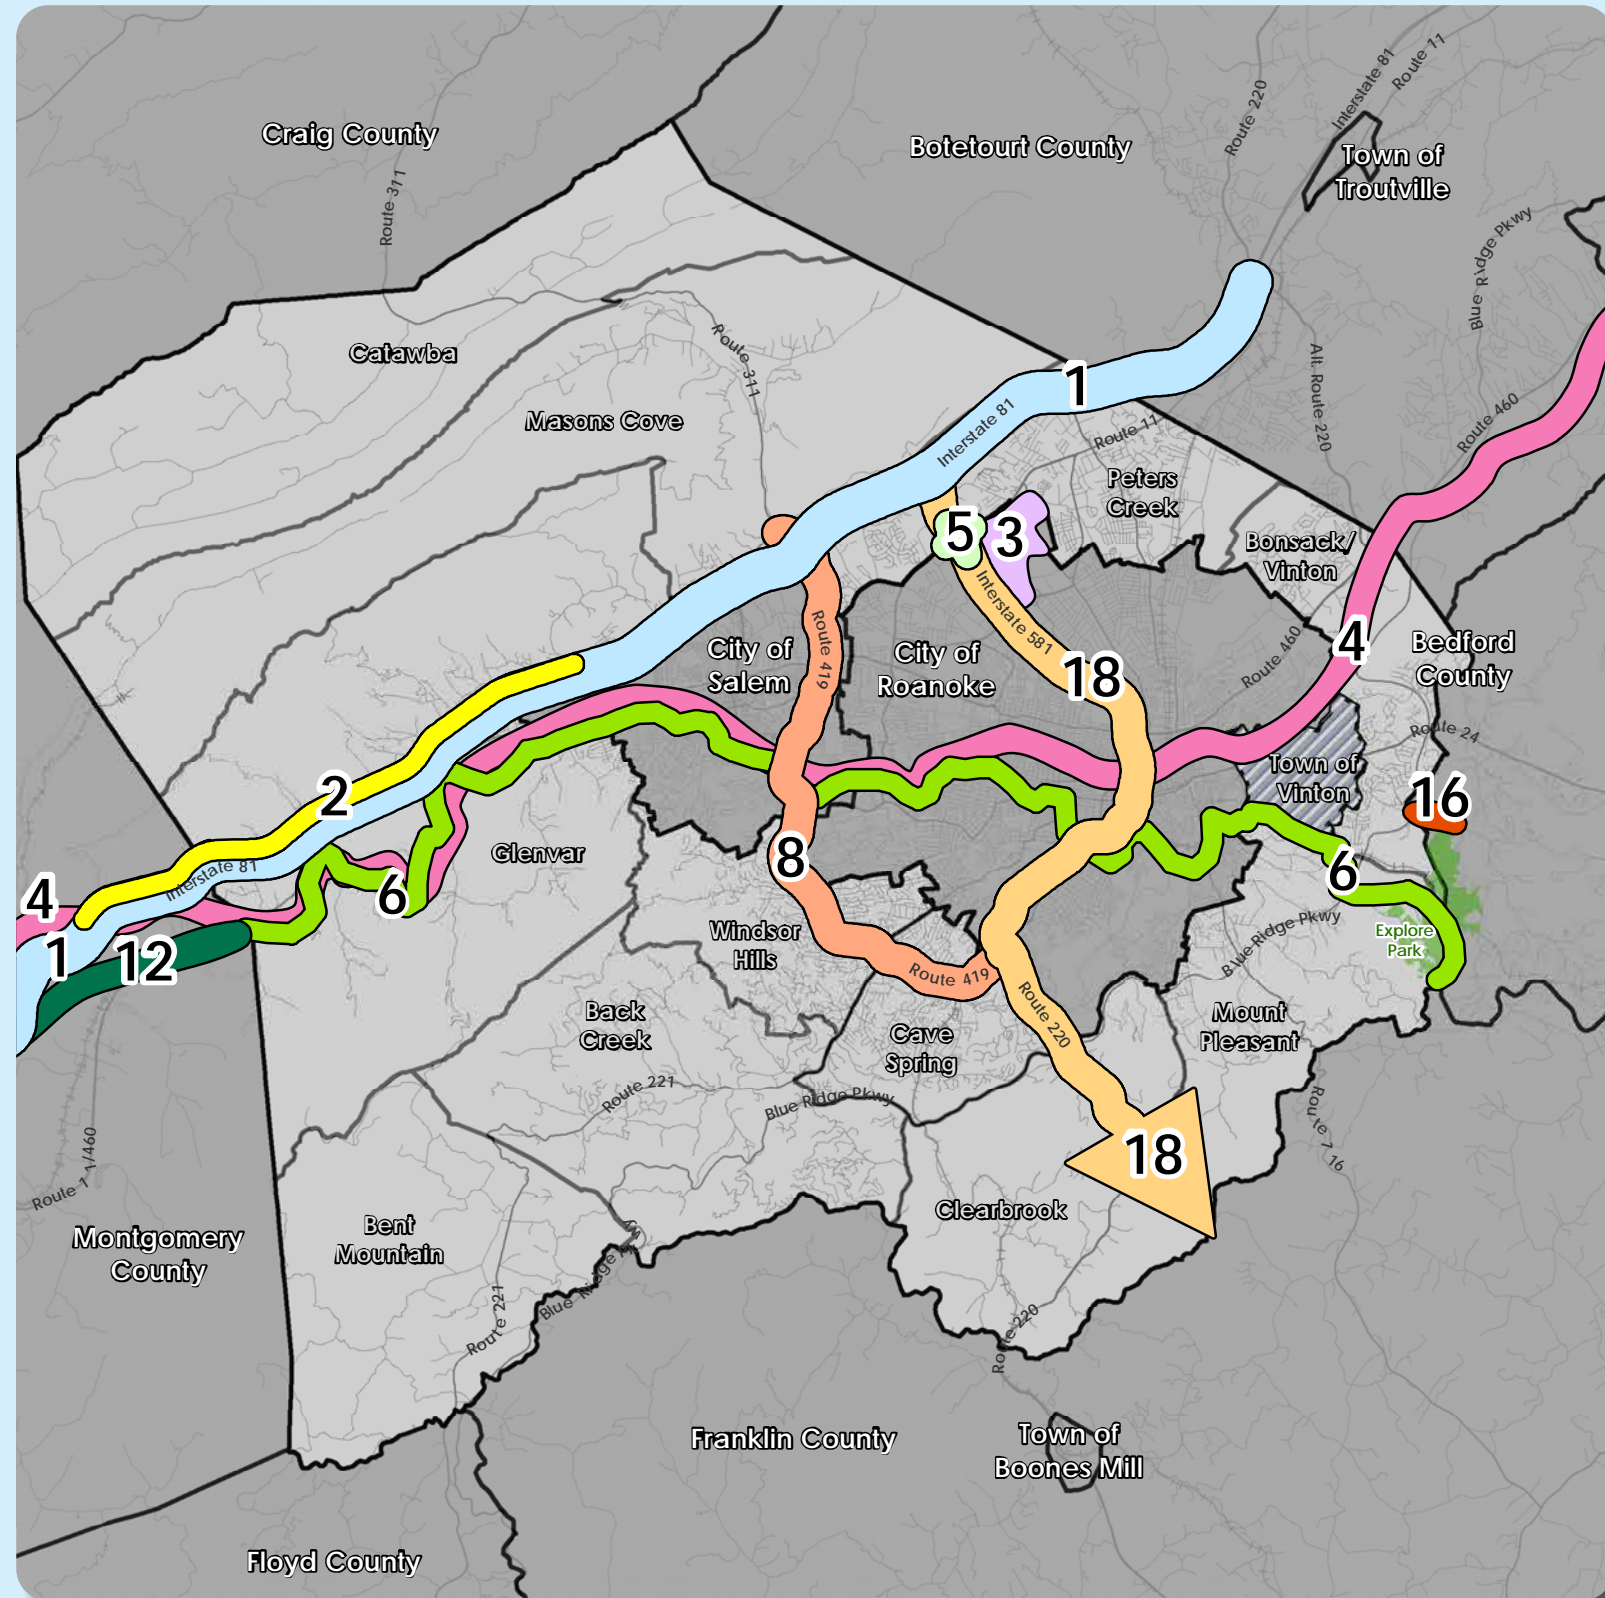 Craig County
Botetourt County
Route 220
Interstate 81
Route 11
Town of
Troutville
Route 311
Blue Ridge Pkwy
Catawba
Route 311
Masons Cove
1
Alt. Route 220
Route 460
Interstate 81
Route 11
Peters
Creek
5
3
Bonsack/
Vinton
Interstate 581
Route 419
City of
Salem
City of
Roanoke
18
Route 460
4
Bedford
County
Route 24
Town of
Vinton
16
2
Glenvar
8
6
Interstate 81
4
6
1
12
Windsor
Hills
Route 419
Blue Ridge Pkwy
Explore
Park
Back
Creek
Cave
Spring
Route 220
Mount
Pleasant
Route 221
Blue Ridge Pkwy
Route 716
Route 11/460
18
Clearbrook
Montgomery
County
Bent
Mountain
Blue Ridge Pkwy
Route 221
Route 220
Franklin County
Town of
Boones Mill
Floyd County